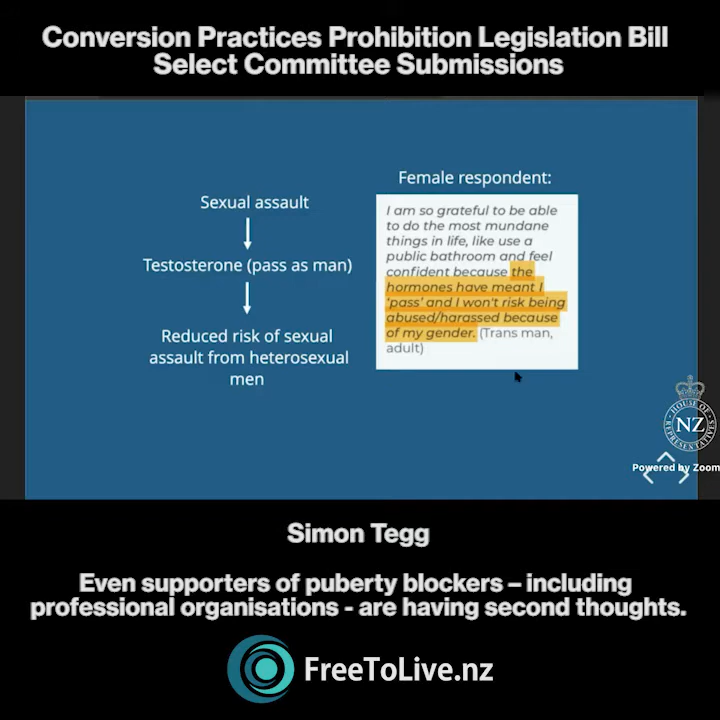 Conversion Practices Prohibition Legislation Bill
Select Committee Submissions
Sexual assault
Testosterone (pass as man)
Reduced risk of sexual
assault from heterosexual
men
Female respondent:
I am so grateful to be able
to do the most mundane
things in life, like use a
public bathroom and feel
confident because the
hormones have meant I
'pass' and I won't risk being
abused/harassed because
of my gender. (Trans man,
adult)
HOUSE OF
NZ
REPRESENTATIVES
Powered by Zoom
Simon Tegg
Even supporters of puberty blockers – including
professional organisations - are having second thoughts.
FreeToLive.nz